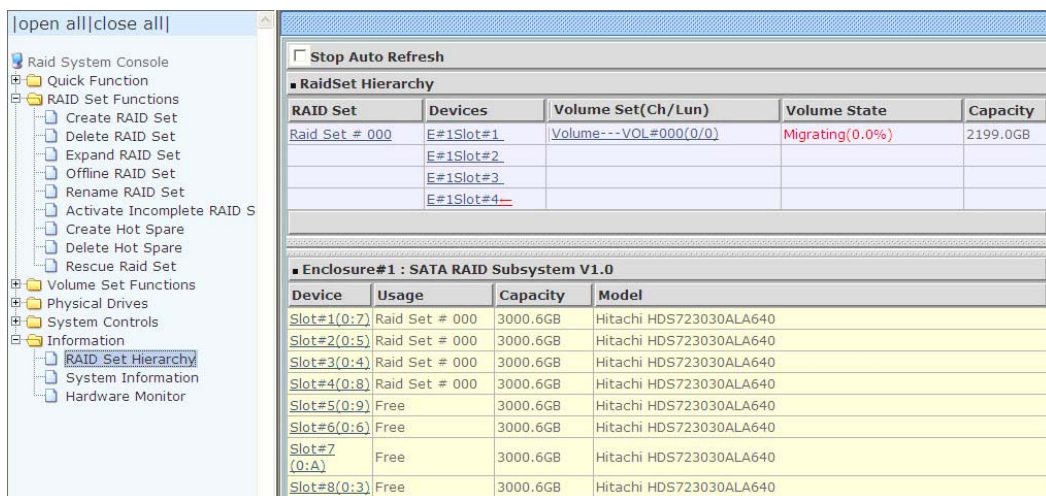 |open all|close all|
Raid System Console
Quick Function
RAID Set Functions
Create RAID Set
Delete RAID Set
Expand RAID Set
Offline RAID Set
Rename RAID Set
Activate Incomplete RAID S
Create Hot Spare
Delete Hot Spare
Rescue Raid Set
Volume Set Functions
Physical Drives
System Controls
Information
RAID Set Hierarchy
System Information
Hardware Monitor
Stop Auto Refresh
RaidSet Hierarchy
RAID Set Devices Volume Set(Ch/Lun) Volume State Capacity
Raid Set # 000 E#1Slot#1 Volume---VOL#000(0/0) Migrating(0.0%) 2199.0GB
E#1Slot#2
E#1Slot#3
E#1Slot#4←
Enclosure#1 : SATA RAID Subsystem V1.0
Device Usage Capacity Model
Slot#1(0:7) Raid Set # 000 3000.6GB Hitachi HDS723030ALA640
Slot#2(0:5) Raid Set # 000 3000.6GB Hitachi HDS723030ALA640
Slot#3(0:4) Raid Set # 000 3000.6GB Hitachi HDS723030ALA640
Slot#4(0:8) Raid Set # 000 3000.6GB Hitachi HDS723030ALA640
Slot#5(0:9) Free 3000.6GB Hitachi HDS723030ALA640
Slot#6(0:6) Free 3000.6GB Hitachi HDS723030ALA640
Slot#7
(0:A) Free 3000.6GB Hitachi HDS723030ALA640
Slot#8(0:3) Free 3000.6GB Hitachi HDS723030ALA640